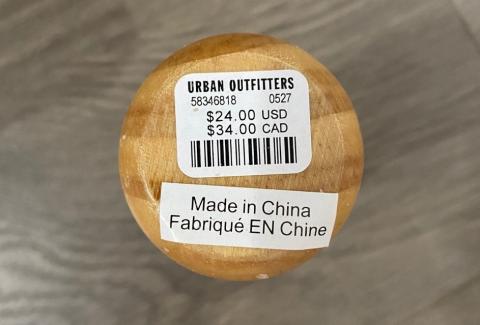 URBAN OUTFITTERS
58346818 0527
$24.00 USD
$34.00 CAD
Made in China
Fabriqué EN Chine